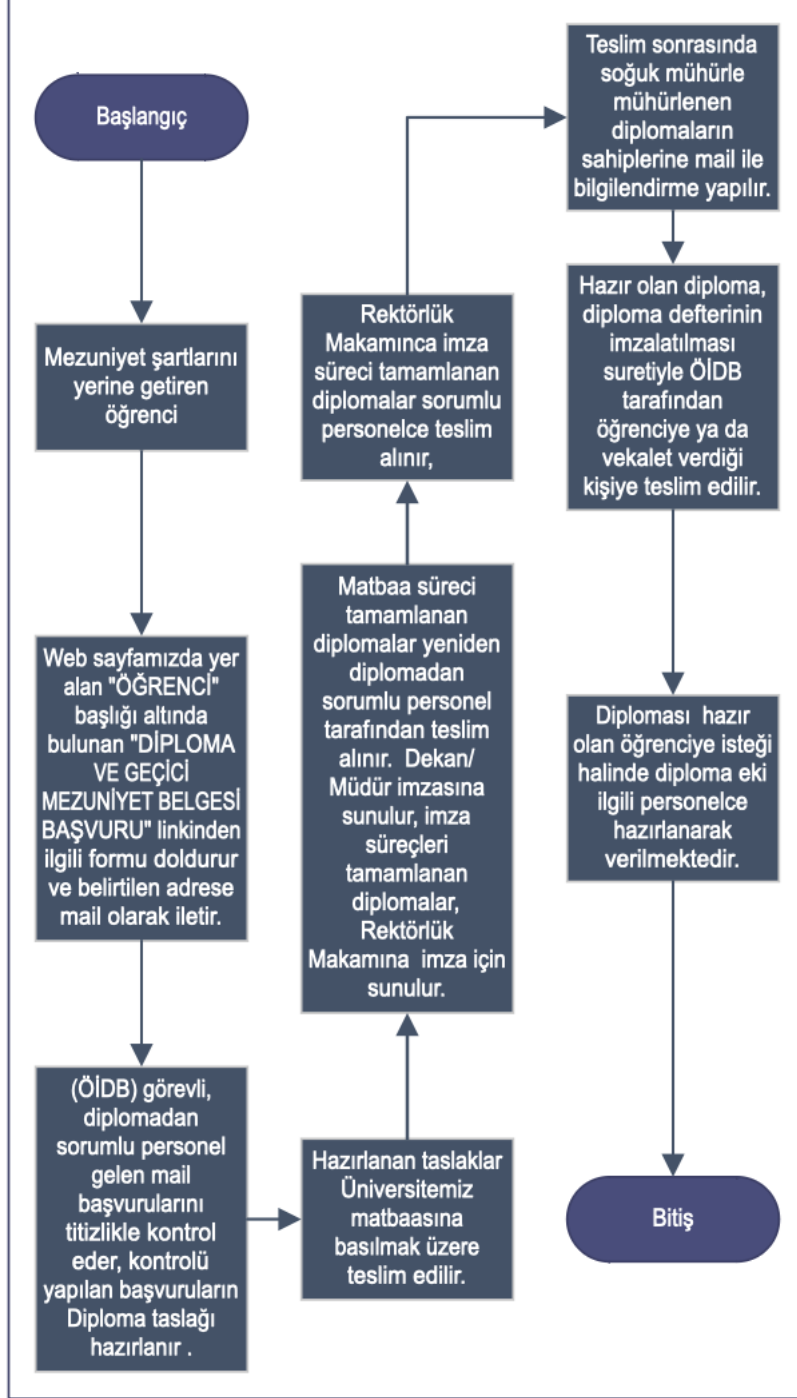 Başlangıç
Mezuniyet şartlarını
yerine getiren
öğrenci
Web sayfamızda yer
alan "ÖĞRENCİ"
başlığı altında
bulunan "DİPLOMA
VE GEÇİCİ
MEZUNİYET BELGESİ
BAŞVURU" linkinden
ilgili formu doldurur
ve belirtilen adrese
mail olarak iletir.
(ÖİDB) görevli,
diplomadan
sorumlu personel
gelen mail
başvurularını
titizlikle kontrol
eder, kontrolü
yapılan başvuruların
Diploma taslağı
hazırlanır .
Hazırlanan taslaklar
Üniversitemiz
matbaasına
basılmak üzere
teslim edilir.
Matbaa süreci
tamamlanan
diplomalar yeniden
diplomadan
sorumlu personel
tarafından teslim
alınır.  Dekan/
Müdür imzasına
sunulur, imza
süreçleri
tamamlanan
diplomalar,
Rektörlük
Makamına  imza için
sunulur.
Rektörlük
Makamınca imza
süreci tamamlanan
diplomalar sorumlu
personelce teslim
alınır,
Teslim sonrasında
soğuk mühürle
mühürlenen
diplomaların
sahiplerine mail ile
bilgilendirme yapılır.
Hazır olan diploma,
diploma defterinin
imzalatılması
suretiyle ÖİDB
tarafından
öğrenciye ya da
vekalet verdiği
kişiye teslim edilir.
Diploması  hazır
olan öğrenciye isteği
halinde diploma eki
ilgili personelce
hazırlanarak
verilmektedir.
Bitiş